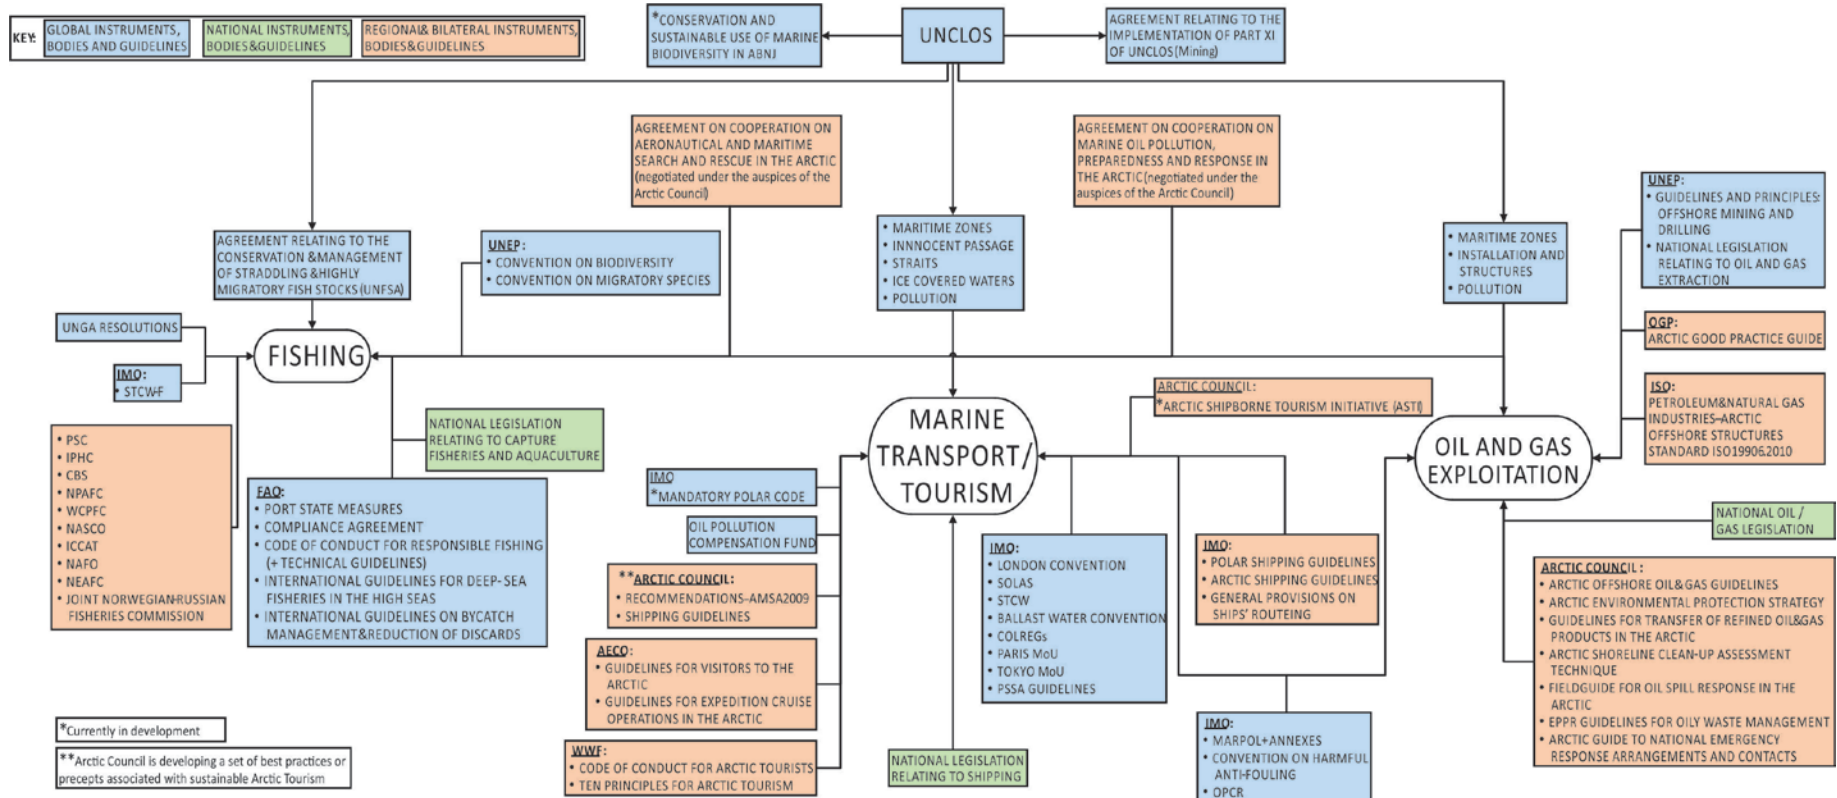 KEY:
GLOBAL INSTRUMENTS,
BODIES AND GUIDELINES
NATIONAL INSTRUMENTS,
BODIES&GUIDELINES
REGIONAL& BILATERAL INSTRUMENTS,
BODIES&GUIDELINES
*CONSERVATION AND
SUSTAINABLE USE OF MARINE
BIODIVERSITY IN ABNJ
UNCLOS
AGREEMENT RELATING TO THE
IMPLEMENTATION OF PART XI
OF UNCLOS(Mining)
AGREEMENT ON COOPERATION ON
AERONAUTICAL AND MARITIME
SEARCH AND RESCUE IN THE ARCTIC
(negotiated under the auspices of the
Arctic Council)
AGREEMENT ON COOPERATION ON
MARINE OIL POLLUTION,
PREPAREDNESS AND RESPONSE IN
THE ARCTIC(negotiated under the
auspices of the Arctic Council)
UNEP:
• GUIDELINES AND PRINCIPLES:
OFFSHORE MINING AND
DRILLING
• NATIONAL LEGISLATION
RELATING TO OIL AND GAS
EXTRACTION
AGREEMENT RELATING TO THE
CONSERVATION &MANAGEMENT
OF STRADDLING &HIGHLY
MIGRATORY FISH STOCKS (UNFSA)
UNEP:
• CONVENTION ON BIODIVERSITY
• CONVENTION ON MIGRATORY SPECIES
• MARITIME ZONES
• INNNOCENT PASSAGE
• STRAITS
• ICE COVERED WATERS
• POLLUTION
• MARITIME ZONES
• INSTALLATION AND
STRUCTURES
• POLLUTION
UNGA RESOLUTIONS
FISHING
IMO:
• STCW-F
OGP:
ARCTIC GOOD PRACTICE GUIDE
ARCTIC COUNCIL:
*ARCTIC SHIPBORNE TOURISM INITIATIVE (ASTI)
ISO:
PETROLEUM&NATURAL GAS
INDUSTRIES–ARCTIC
OFFSHORE STRUCTURES
STANDARD ISO19906.2010
NATIONAL LEGISLATION
RELATING TO CAPTURE
FISHERIES AND AQUACULTURE
MARINE
TRANSPORT/
TOURISM
OIL AND GAS
EXPLOITATION
• PSC
• IPHC
• CBS
• NPAFC
• WCPFC
• NASCO
• ICCAT
• NAFO
• NEAFC
• JOINT NORWEGIAN-RUSSIAN
FISHERIES COMMISSION
FAO:
• PORT STATE MEASURES
• COMPLIANCE AGREEMENT
• CODE OF CONDUCT FOR RESPONSIBLE FISHING
(+ TECHNICAL GUIDELINES)
• INTERNATIONAL GUIDELINES FOR DEEP- SEA
FISHERIES IN THE HIGH SEAS
• INTERNATIONAL GUIDELINES ON BYCATCH
MANAGEMENT&REDUCTION OF DISCARDS
IMO
*MANDATORY POLAR CODE
OIL POLLUTION
COMPENSATION FUND
**ARCTIC COUNCIL:
• RECOMMENDATIONS–AMSA2009
• SHIPPING GUIDELINES
AECO:
• GUIDELINES FOR VISITORS TO THE
ARCTIC
• GUIDELINES FOR EXPEDITION CRUISE
OPERATIONS IN THE ARCTIC
WWF:
• CODE OF CONDUCT FOR ARCTIC TOURISTS
• TEN PRINCIPLES FOR ARCTIC TOURISM
NATIONAL LEGISLATION
RELATING TO SHIPPING
IMO:
• LONDON CONVENTION
• SOLAS
• STCW
• BALLAST WATER CONVENTION
• COLREGs
• PARIS MoU
• TOKYO MoU
• PSSA GUIDELINES
IMO:
• POLAR SHIPPING GUIDELINES
• ARCTIC SHIPPING GUIDELINES
• GENERAL PROVISIONS ON
SHIPS' ROUTEING
IMO:
• MARPOL+ANNEXES
• CONVENTION ON HARMFUL
ANTI-FOULING
• OPCR
NATIONAL OIL /
GAS LEGISLATION
ARCTIC COUNCIL :
• ARCTIC OFFSHORE OIL&GAS GUIDELINES
• ARCTIC ENVIRONMENTAL PROTECTION STRATEGY
• GUIDELINES FOR TRANSFER OF REFINED OIL&GAS
PRODUCTS IN THE ARCTIC
• ARCTIC SHORELINE CLEAN-UP ASSESSMENT
TECHNIQUE
• FIELDGUIDE FOR OIL SPILL RESPONSE IN THE
ARCTIC
• EPPR GUIDELINES FOR OILY WASTE MANAGEMENT
• ARCTIC GUIDE TO NATIONAL EMERGENCY
RESPONSE ARRANGEMENTS AND CONTACTS
*Currently in development
**Arctic Council is developing a set of best practices or
precepts associated with sustainable Arctic Tourism